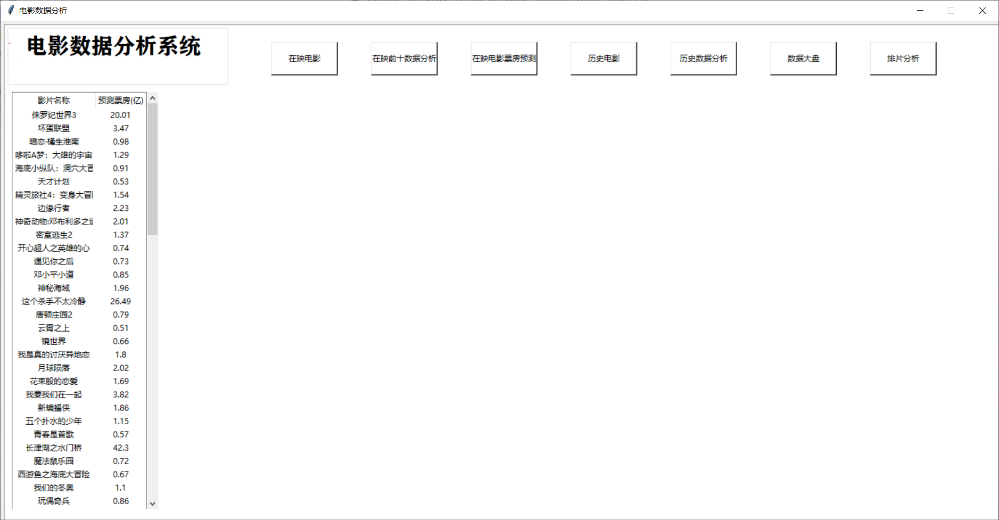 电影数据分析
电影数据分析系统
在映电影 在映前十数据分析 在映电影票房预测 历史电影 历史数据分析 数据大盘 排片分析
影片名称 预测票房(亿)
侏罗纪世界3 20.01
坏蛋联盟 3.47
暗恋·橘生淮南 0.98
哆啦A梦：大雄的宇宙 1.29
海底小纵队：洞穴大冒 0.91
天才计划 0.53
精灵旅社4：变身大冒 1.54
边缘行者 2.23
神奇动物:邓布利多之 2.01
密室逃生2 1.37
开心超人之英雄的心 0.74
遇见你之后 0.73
邓小平小道 0.85
神秘海域 1.96
这个杀手不太冷静 26.49
唐顿庄园2 0.79
云霄之上 0.51
镜世界 0.66
我是真的讨厌异地恋 1.8
月球陨落 2.02
花束般的恋爱 1.69
我要我们在一起 3.82
新蝙蝠侠 1.86
五个扑水的少年 1.15
青春是首歌 0.57
长津湖之水门桥 42.3
魔法鼠乐园 0.72
西游鱼之海底大冒险 0.67
我们的冬奥 1.1
玩偶奇兵 0.86